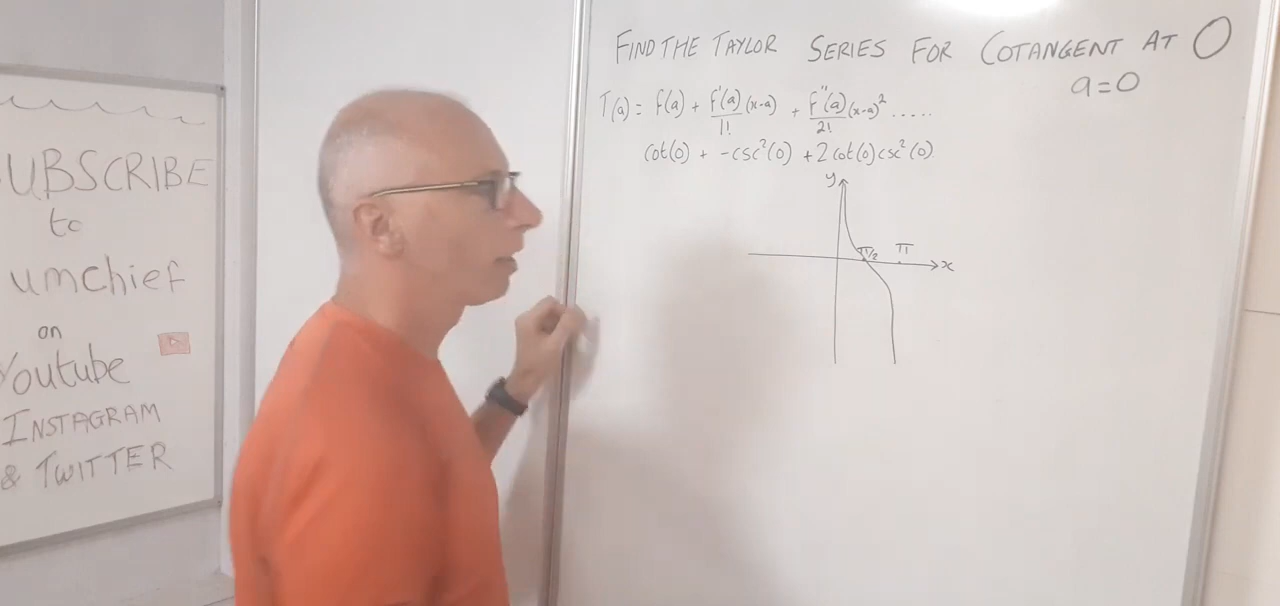 UBSCRIBE
to
umchief
on
Youtube
INSTAGRAM
& TWITTER
FIND THE TAYLOR SERIES FOR COTANGENT AT 0
a=0
T(a) = f(a) + f'(a)/1! (x-a) + f''(a)/2! (x-a)² .....
cot(0) + -csc²(0) + 2cot(0)csc²(0)
y
π/2 π
x